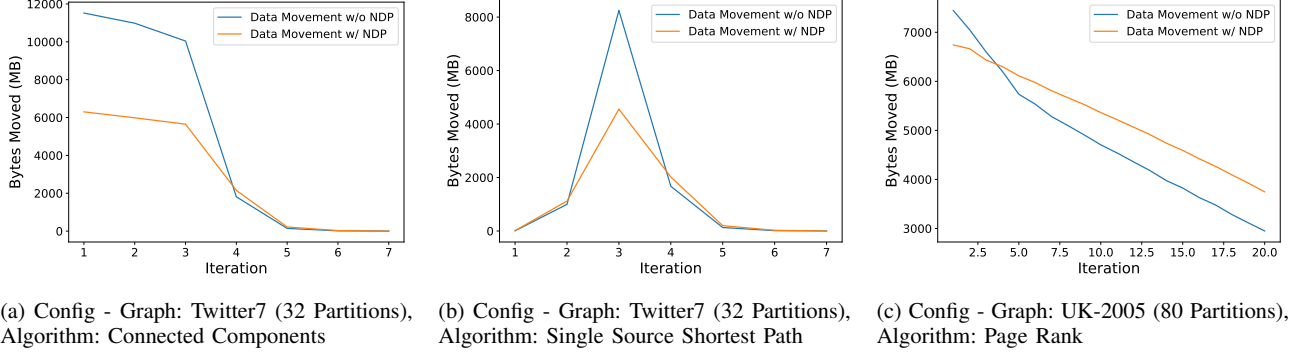 12000
10000
8000
6000
4000
2000
0
Bytes Moved (MB)
Data Movement w/o NDP
Data Movement w/ NDP
1 2 3 4 5 6 7
Iteration
8000
6000
4000
2000
0
Bytes Moved (MB)
Data Movement w/o NDP
Data Movement w/ NDP
1 2 3 4 5 6 7
Iteration
7000
6000
5000
4000
3000
Bytes Moved (MB)
Data Movement w/o NDP
Data Movement w/ NDP
2.5 5.0 7.5 10.0 12.5 15.0 17.5 20.0
Iteration
(a) Config - Graph: Twitter7 (32 Partitions),
Algorithm: Connected Components
(b) Config - Graph: Twitter7 (32 Partitions),
Algorithm: Single Source Shortest Path
(c) Config - Graph: UK-2005 (80 Partitions),
Algorithm: Page Rank